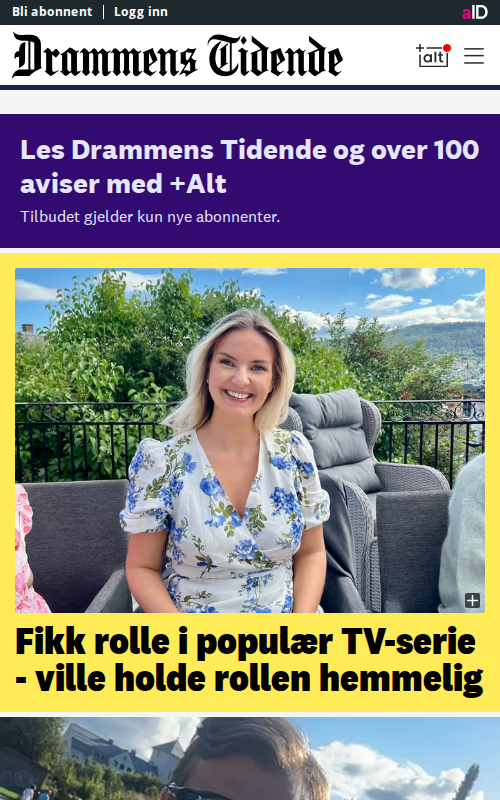 Bli abonnent | Logg inn
aID
Drammens Tidende
+alt
Les Drammens Tidende og over 100
aviser med +Alt
Tilbudet gjelder kun nye abonnenter.
Fikk rolle i populær TV-serie
- ville holde rollen hemmelig